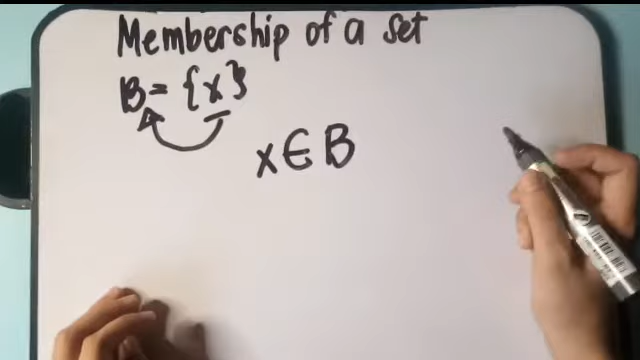 Membership of a set
B = {x}
x ∈ B